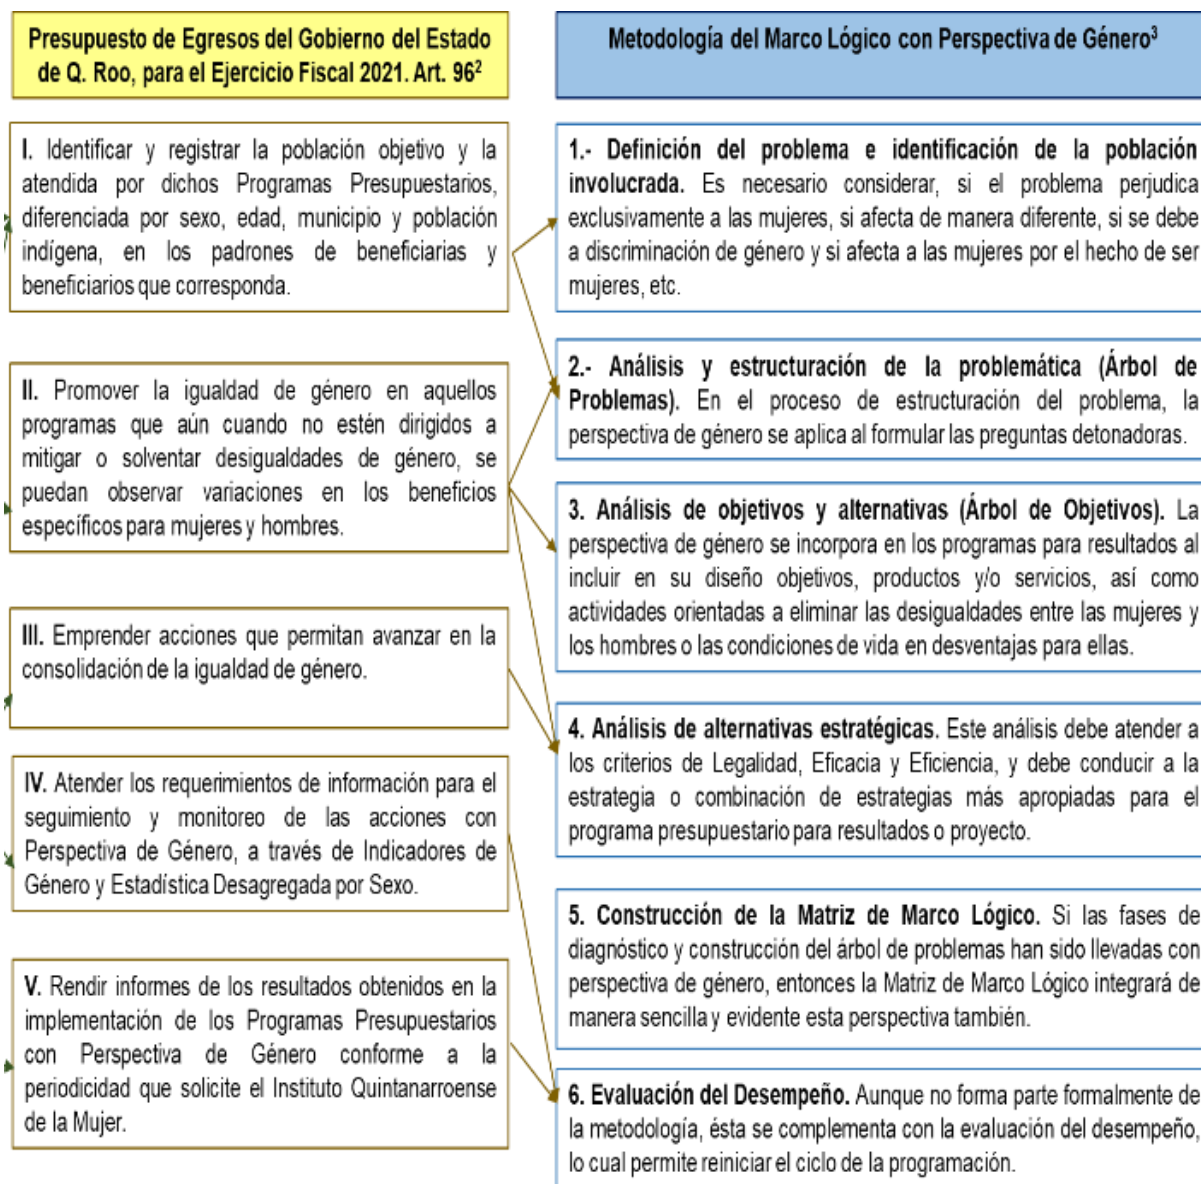 Presupuesto de Egresos del Gobierno del Estado
de Q. Roo, para el Ejercicio Fiscal 2021. Art. 96²
I. Identificar y registrar la población objetivo y la
atendida por dichos Programas Presupuestarios,
diferenciada por sexo, edad, municipio y población
indígena, en los padrones de beneficiarias y
beneficiarios que corresponda.
II. Promover la igualdad de género en aquellos
programas que aún cuando no estén dirigidos a
mitigar o solventar desigualdades de género, se
puedan observar variaciones en los beneficios
específicos para mujeres y hombres.
III. Emprender acciones que permitan avanzar en la
consolidación de la igualdad de género.
IV. Atender los requerimientos de información para el
seguimiento y monitoreo de las acciones con
Perspectiva de Género, a través de Indicadores de
Género y Estadística Desagregada por Sexo.
V. Rendir informes de los resultados obtenidos en la
implementación de los Programas Presupuestarios
con Perspectiva de Género conforme a la
periodicidad que solicite el Instituto Quintanarroense
de la Mujer.
Metodología del Marco Lógico con Perspectiva de Género³
1.- Definición del problema e identificación de la población
involucrada. Es necesario considerar, si el problema perjudica
exclusivamente a las mujeres, si afecta de manera diferente, si se debe
a discriminación de género y si afecta a las mujeres por el hecho de ser
mujeres, etc.
2.- Análisis y estructuración de la problemática (Árbol de
Problemas). En el proceso de estructuración del problema, la
perspectiva de género se aplica al formular las preguntas detonadoras.
3. Análisis de objetivos y alternativas (Árbol de Objetivos). La
perspectiva de género se incorpora en los programas para resultados al
incluir en su diseño objetivos, productos y/o servicios, así como
actividades orientadas a eliminar las desigualdades entre las mujeres y
los hombres o las condiciones de vida en desventajas para ellas.
4. Análisis de alternativas estratégicas. Este análisis debe atender a
los criterios de Legalidad, Eficacia y Eficiencia, y debe conducir a la
estrategia o combinación de estrategias más apropiadas para el
programa presupuestario para resultados o proyecto.
5. Construcción de la Matriz de Marco Lógico. Si las fases de
diagnóstico y construcción del árbol de problemas han sido llevadas con
perspectiva de género, entonces la Matriz de Marco Lógico integrará de
manera sencilla y evidente esta perspectiva también.
6. Evaluación del Desempeño. Aunque no forma parte formalmente de
la metodología, ésta se complementa con la evaluación del desempeño,
lo cual permite reiniciar el ciclo de la programación.